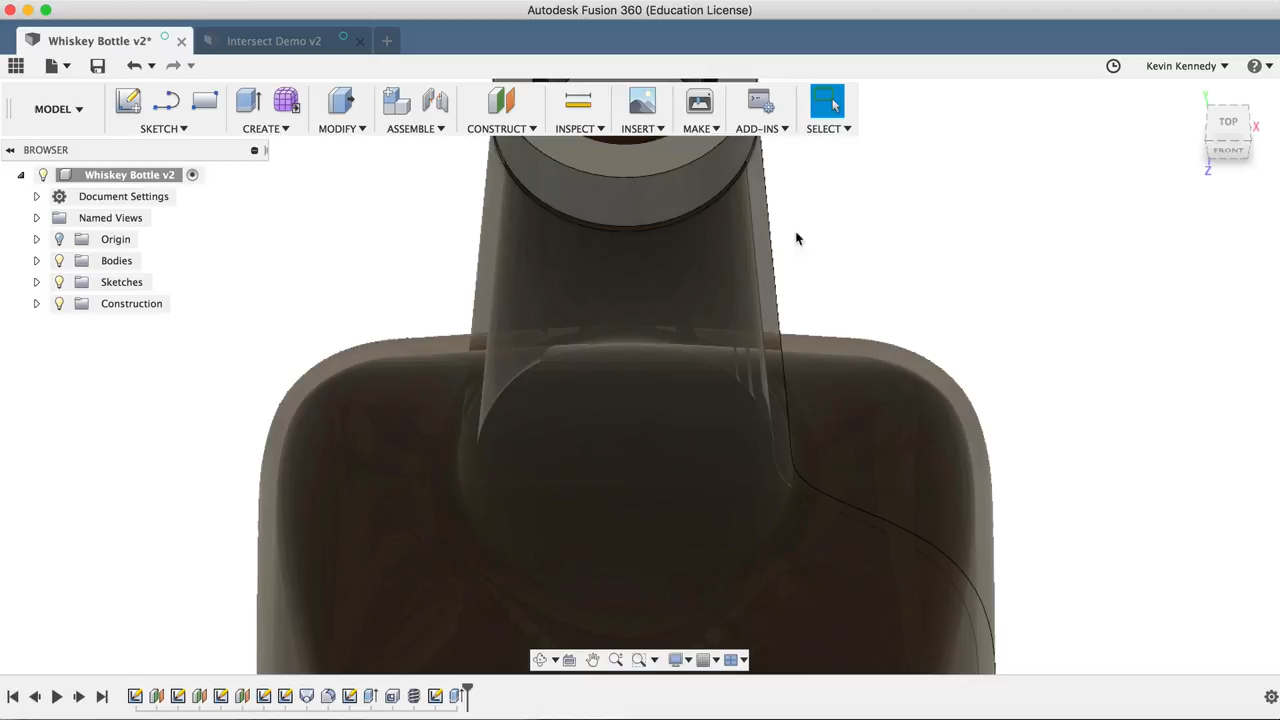 Autodesk Fusion 360 (Education License)
Whiskey Bottle v2*
Intersect Demo v2
Kevin Kennedy
MODEL
SKETCH
CREATE
MODIFY
ASSEMBLE
CONSTRUCT
INSPECT
INSERT
MAKE
ADD-INS
SELECT
Y
TOP
X
FRONT
Z
BROWSER
Whiskey Bottle v2
Document Settings
Named Views
Origin
Bodies
Sketches
Construction